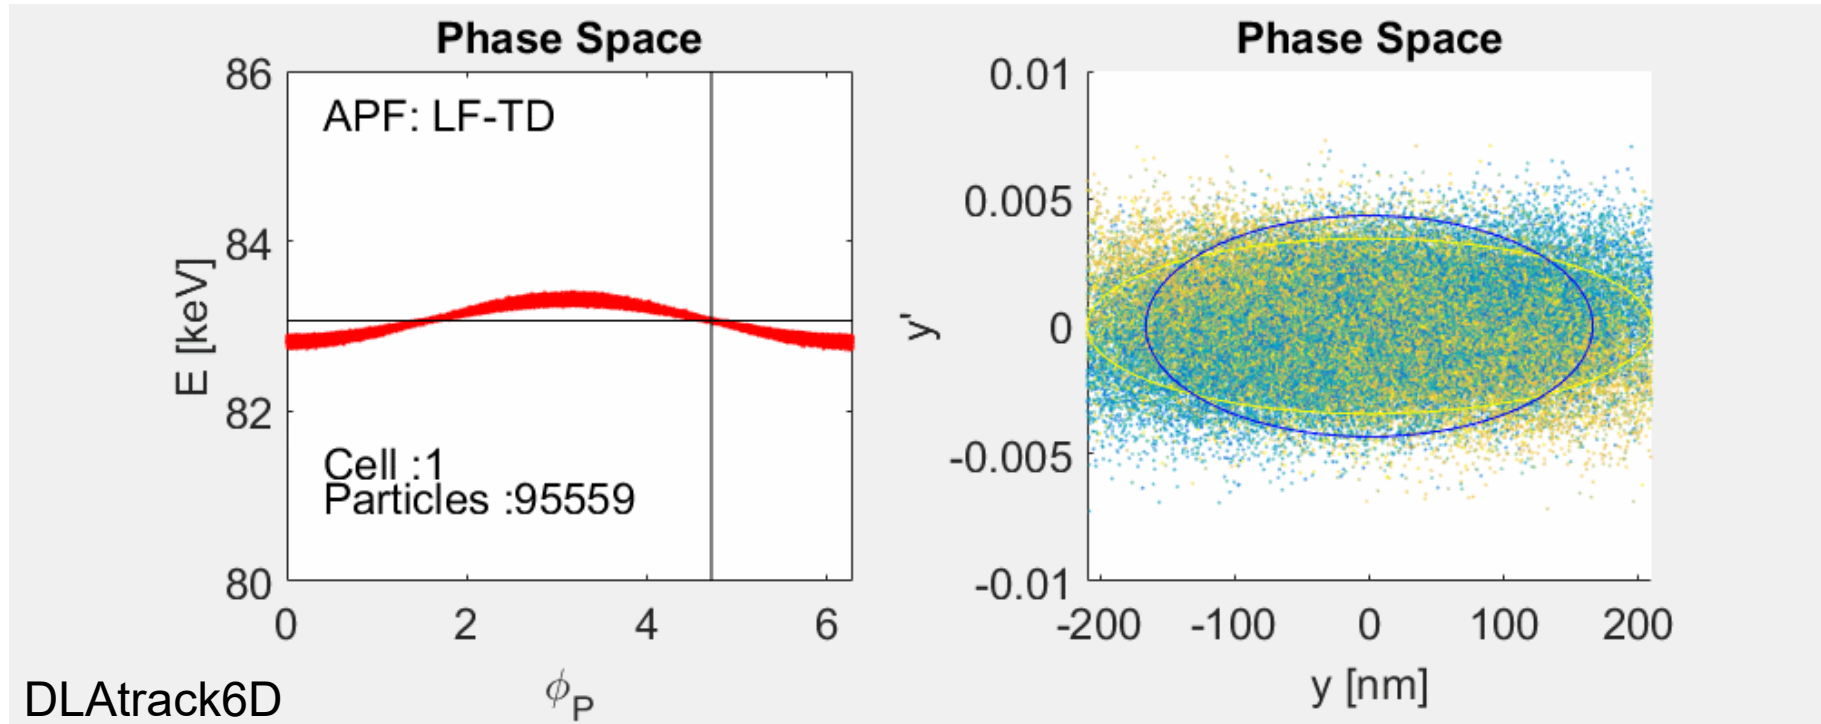 Phase Space
86
84
82
80
E [keV]
APF: LF-TD
Cell :1
Particles :95559
0 2 4 6
ϕP
Phase Space
0.01
0.005
0
-0.005
-0.01
y'
-200 -100 0 100 200
y [nm]
DLAtrack6D